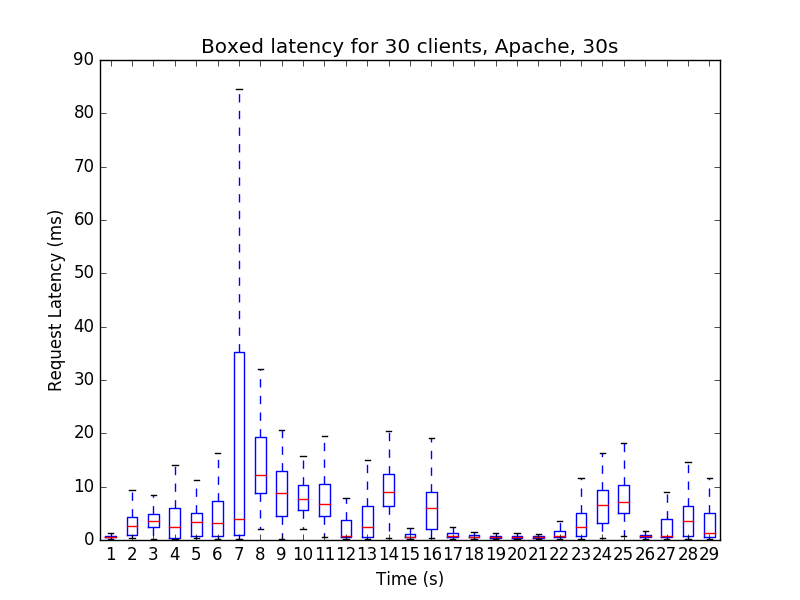 Boxed latency for 30 clients, Apache, 30s
90
80
70
60
50
40
30
20
10
0
Request Latency (ms)
1 2 3 4 5 6 7 8 9 10 11 12 13 14 15 16 17 18 19 20 21 22 23 24 25 26 27 28 29
Time (s)